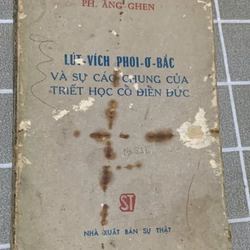 PH. ĂNG GHEN
LÚT-VÍCH PHOI-Ơ-BẮC
VÀ SỰ CÁO CHUNG CỦA
TRIẾT HỌC CỔ ĐIỂN ĐỨC
ST
NHÀ XUẤT BẢN SỰ THẬT